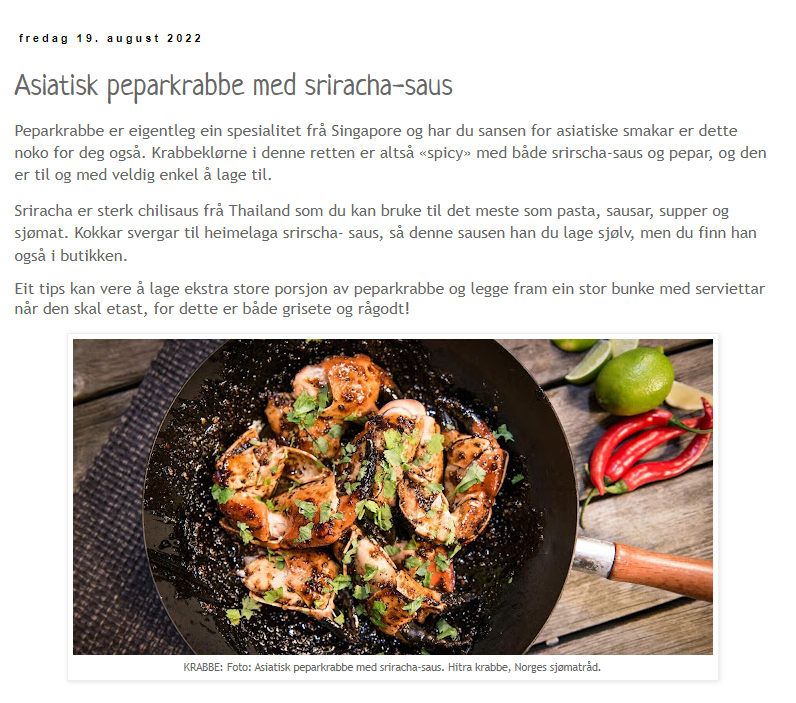 fredag 19. august 2022
Asiatisk peparkrabbe med sriracha-saus
Peparkrabbe er eigentleg ein spesialitet frå Singapore og har du sansen for asiatiske smakar er dette
noko for deg også. Krabbeklørne i denne retten er altså «spicy» med både srirscha-saus og pepar, og den
er til og med veldig enkel å lage til.
Sriracha er sterk chilisaus frå Thailand som du kan bruke til det meste som pasta, sausar, supper og
sjømat. Kokkar svergar til heimelaga srirscha- saus, så denne sausen han du lage sjølv, men du finn han
også i butikken.
Eit tips kan vere å lage ekstra store porsjon av peparkrabbe og legge fram ein stor bunke med serviettar
når den skal etast, for dette er både grisete og rågodt!
KRABBE: Foto: Asiatisk peparkrabbe med sriracha-saus. Hitra krabbe, Norges sjømatråd.